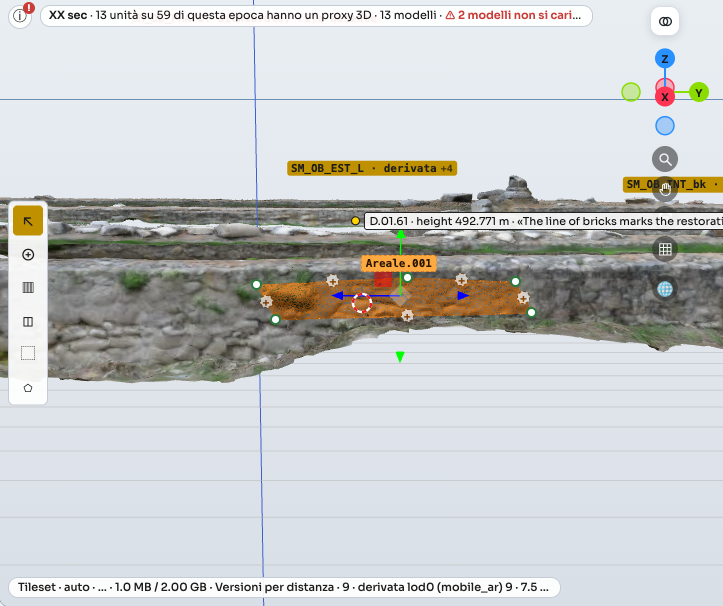 XX sec · 13 unità su 59 di questa epoca hanno un proxy 3D · 13 modelli · ⚠ 2 modelli non si cari...
Z
X
Y
SM_OB_EST_L · derivata +4
D.01.61 · height 492.771 m · «The line of bricks marks the restorati
Areale.001
Tileset · auto · ... · 1.0 MB / 2.00 GB · Versioni per distanza · 9 · derivata lod0 (mobile_ar) 9 · 7.5 ...